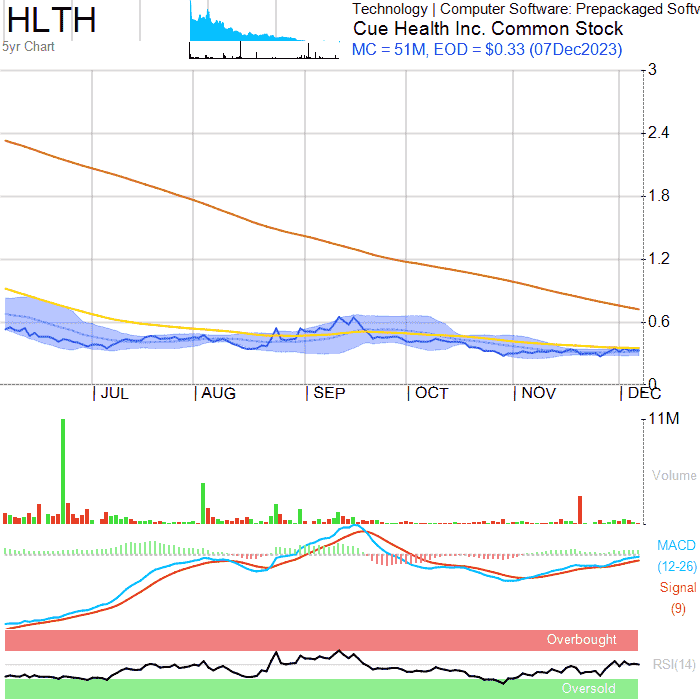 HLTH
5yr Chart
Technology | Computer Software: Prepackaged Softw
Cue Health Inc. Common Stock
MC = 51M, EOD = $0.33 (07Dec2023)
3
2.4
1.8
1.2
0.6
0
| JUL | AUG | SEP | OCT | NOV | DEC
11M
Volume
MACD
(12-26)
Signal
(9)
Overbought
RSI(14)
Oversold